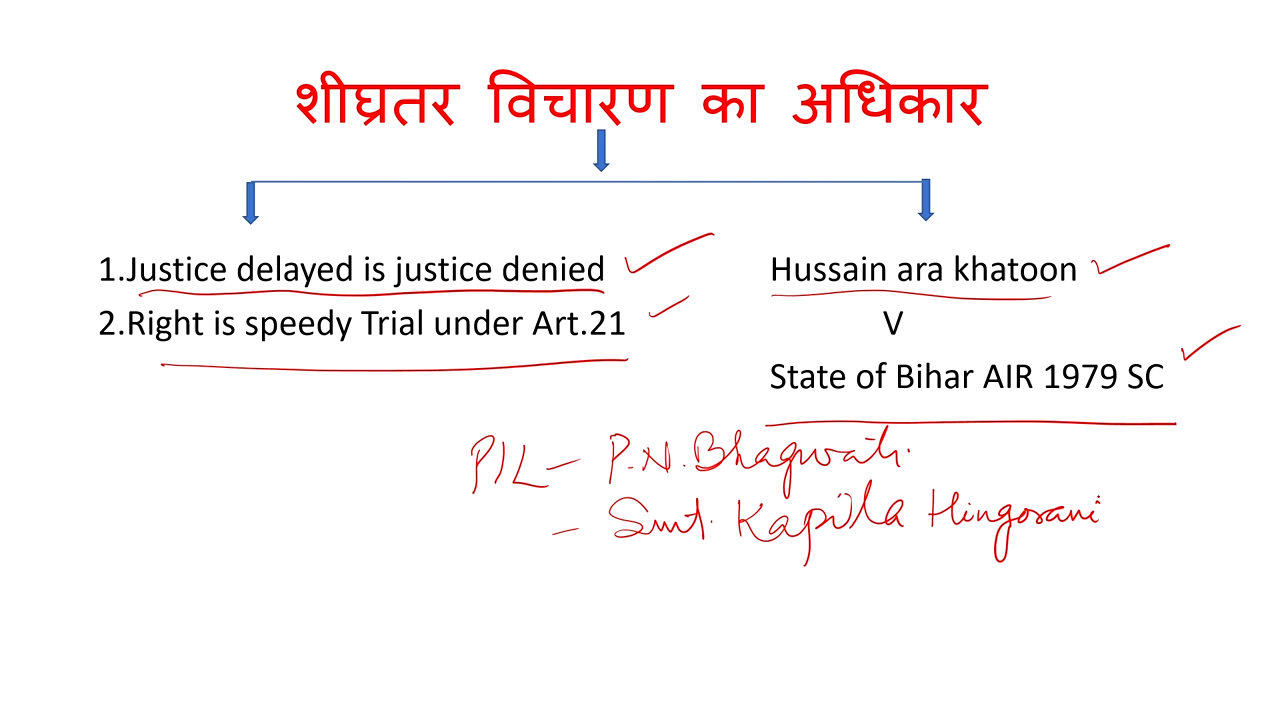 शीघ्रतर विचारण का अधिकार
1.Justice delayed is justice denied
2.Right is speedy Trial under Art.21
Hussain ara khatoon
V
State of Bihar AIR 1979 SC
PIL – P.N. Bhagwati.
– Smt. Kapila Hingorani